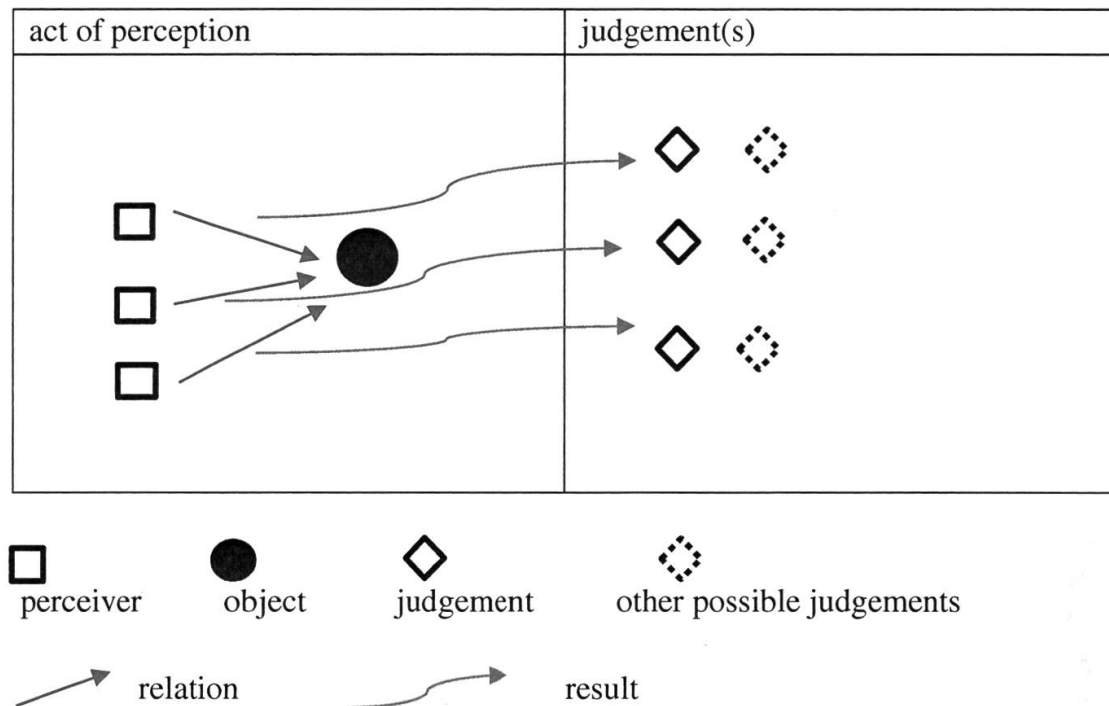 act of perception judgement(s)
perceiver object judgement other possible judgements
relation result